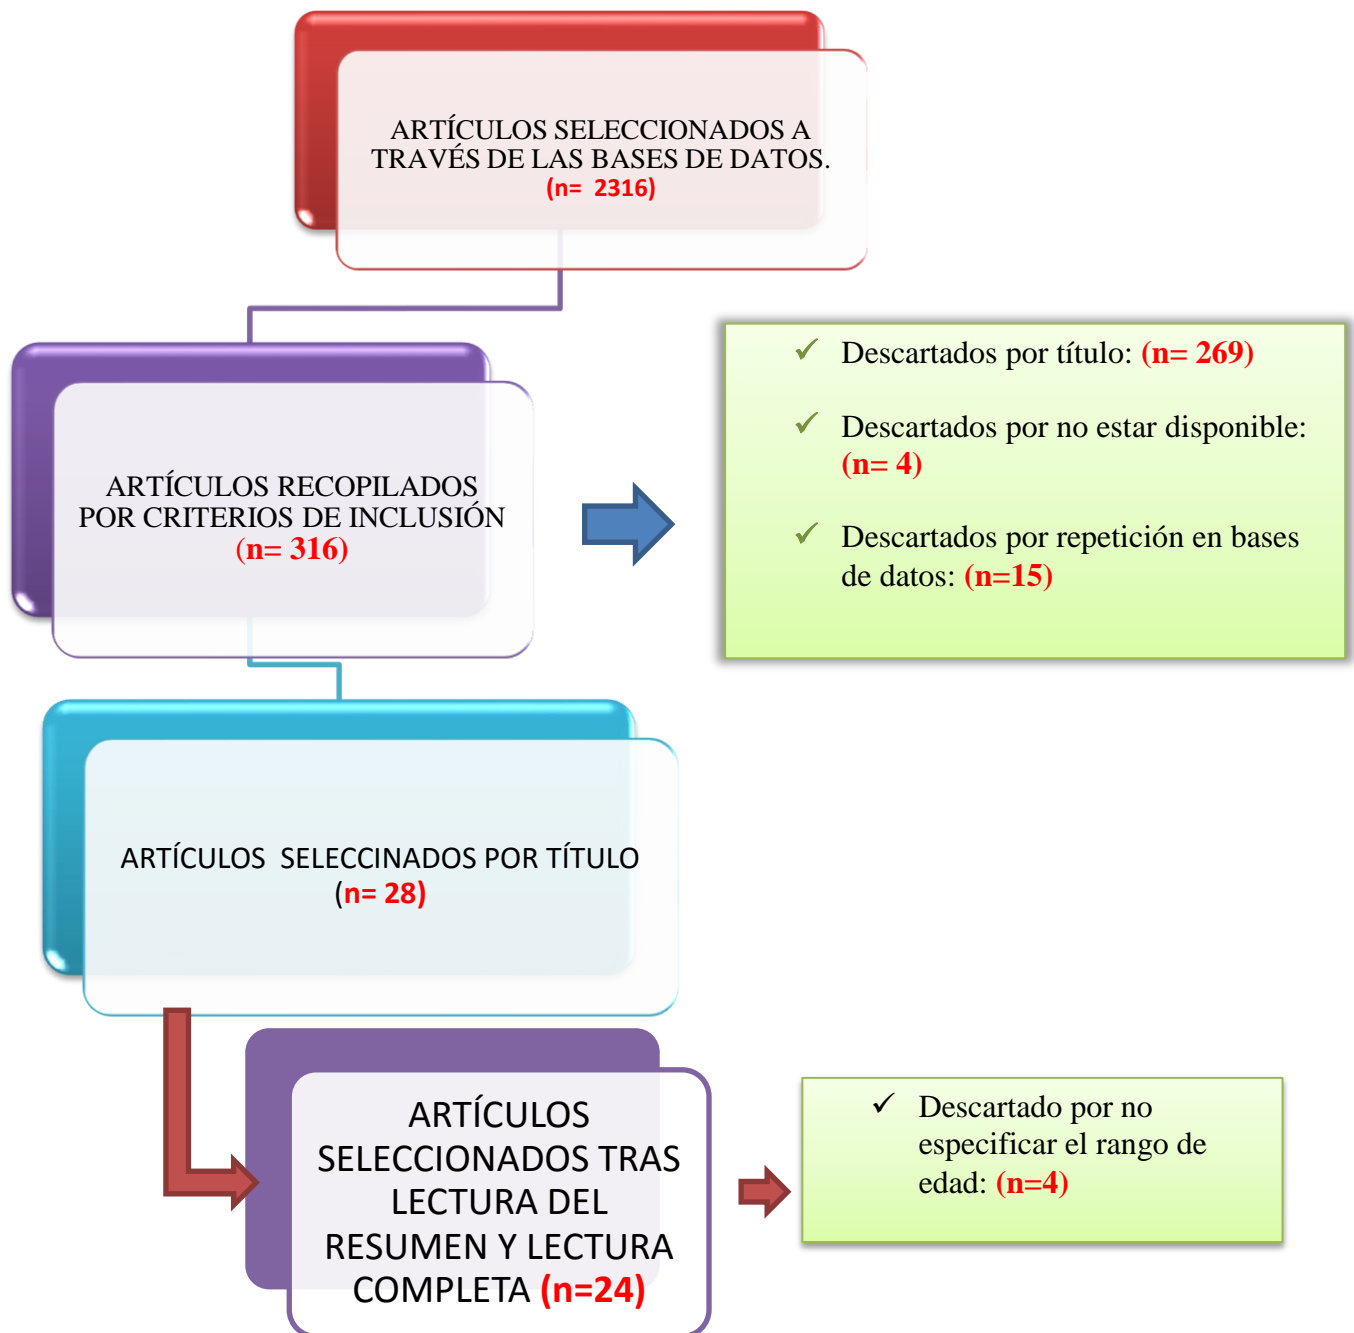 ARTÍCULOS SELECCIONADOS A
TRAVÉS DE LAS BASES DE DATOS.
(n= 2316)
ARTÍCULOS RECOPILADOS
POR CRITERIOS DE INCLUSIÓN
(n= 316)
✓ Descartados por título: (n= 269)
✓ Descartados por no estar disponible:
(n= 4)
✓ Descartados por repetición en bases
de datos: (n=15)
ARTÍCULOS SELECCINADOS POR TÍTULO
(n= 28)
ARTÍCULOS
SELECCIONADOS TRAS
LECTURA DEL
RESUMEN Y LECTURA
COMPLETA (n=24)
✓ Descartado por no
especificar el rango de
edad: (n=4)